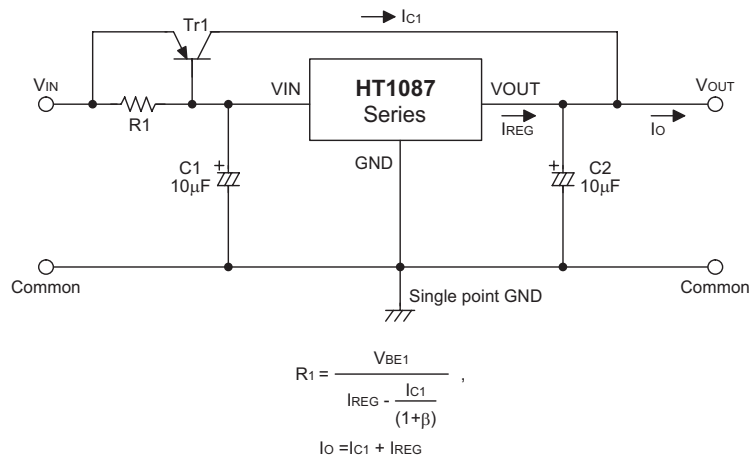 Tr1
IC1
VIN
R1
VIN
HT1087
Series
VOUT
IREG
IO
VOUT
GND
C1
10μF
C2
10μF
Common
Single point GND
Common
R1 = VBE1 / (IREG - IC1 / (1+β)) ,
IO =IC1 + IREG